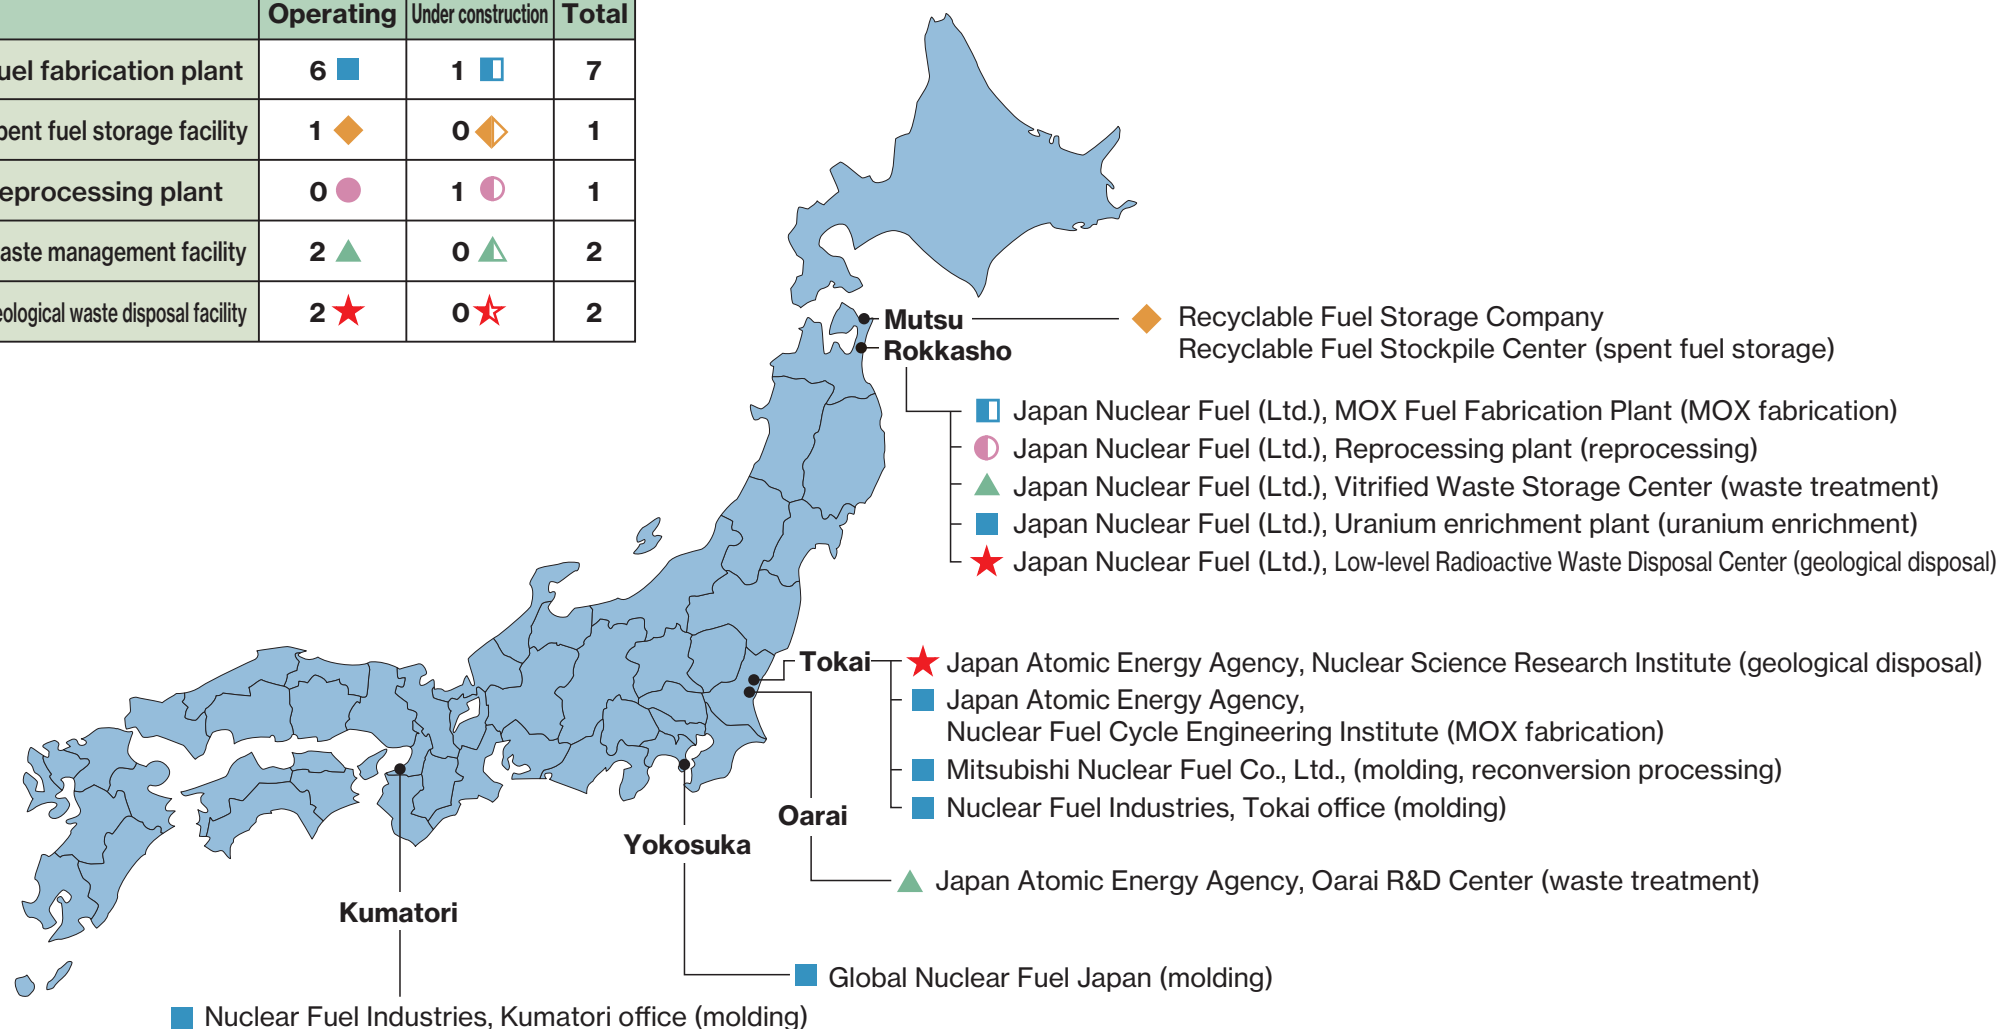 Operating Under construction Total
uel fabrication plant 6 1 7
pent fuel storage facility 1 0 1
eprocessing plant 0 1 1
aste management facility 2 0 2
eological waste disposal facility 2 0 2
Mutsu
Recyclable Fuel Storage Company
Recyclable Fuel Stockpile Center (spent fuel storage)
Rokkasho
Japan Nuclear Fuel (Ltd.), MOX Fuel Fabrication Plant (MOX fabrication)
Japan Nuclear Fuel (Ltd.), Reprocessing plant (reprocessing)
Japan Nuclear Fuel (Ltd.), Vitrified Waste Storage Center (waste treatment)
Japan Nuclear Fuel (Ltd.), Uranium enrichment plant (uranium enrichment)
Japan Nuclear Fuel (Ltd.), Low-level Radioactive Waste Disposal Center (geological disposal)
Tokai
Japan Atomic Energy Agency, Nuclear Science Research Institute (geological disposal)
Japan Atomic Energy Agency,
Nuclear Fuel Cycle Engineering Institute (MOX fabrication)
Mitsubishi Nuclear Fuel Co., Ltd., (molding, reconversion processing)
Nuclear Fuel Industries, Tokai office (molding)
Oarai
Japan Atomic Energy Agency, Oarai R&D Center (waste treatment)
Yokosuka
Global Nuclear Fuel Japan (molding)
Kumatori
Nuclear Fuel Industries, Kumatori office (molding)